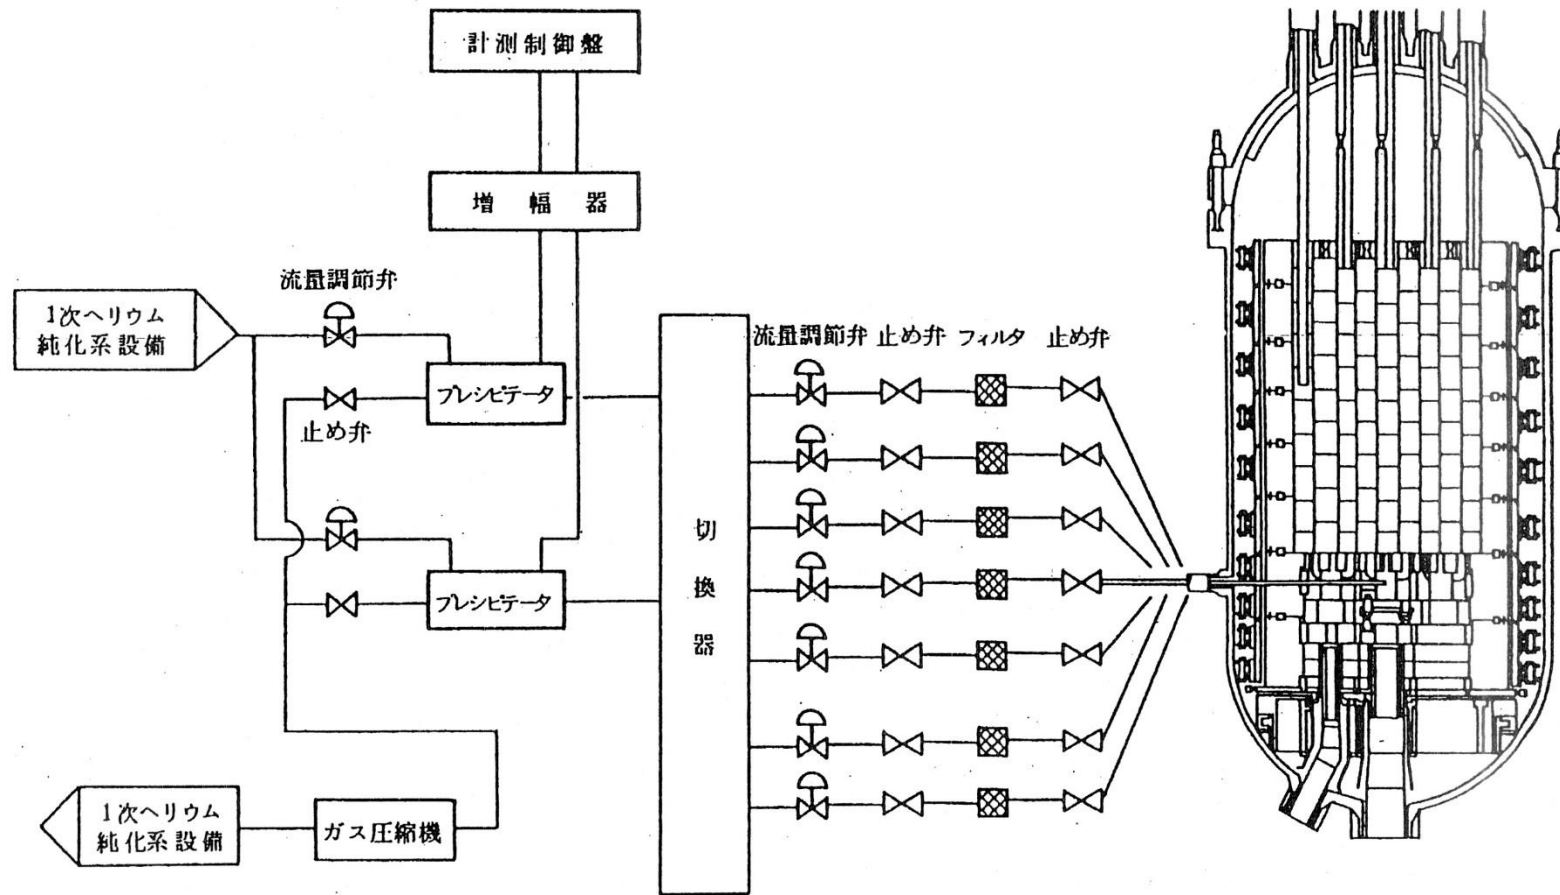 計測制御盤
増幅器
流量調節弁
1次ヘリウム
純化系設備
プレシピテータ
止め弁
流量調節弁 止め弁 フィルタ 止め弁
切換器
プレシピテータ
1次ヘリウム
純化系設備
ガス圧縮機